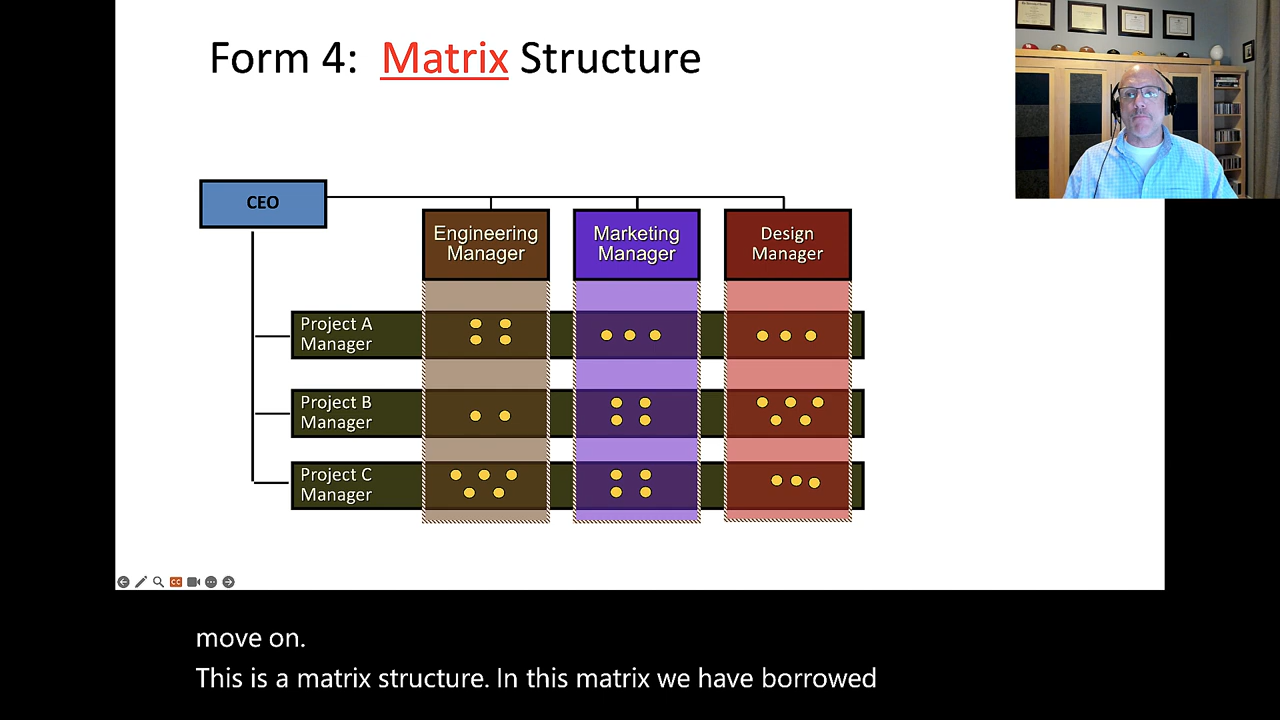 Form 4: Matrix Structure
CEO
Engineering
Manager
Marketing
Manager
Design
Manager
Project A
Manager
Project B
Manager
Project C
Manager
CC
move on.
This is a matrix structure. In this matrix we have borrowed